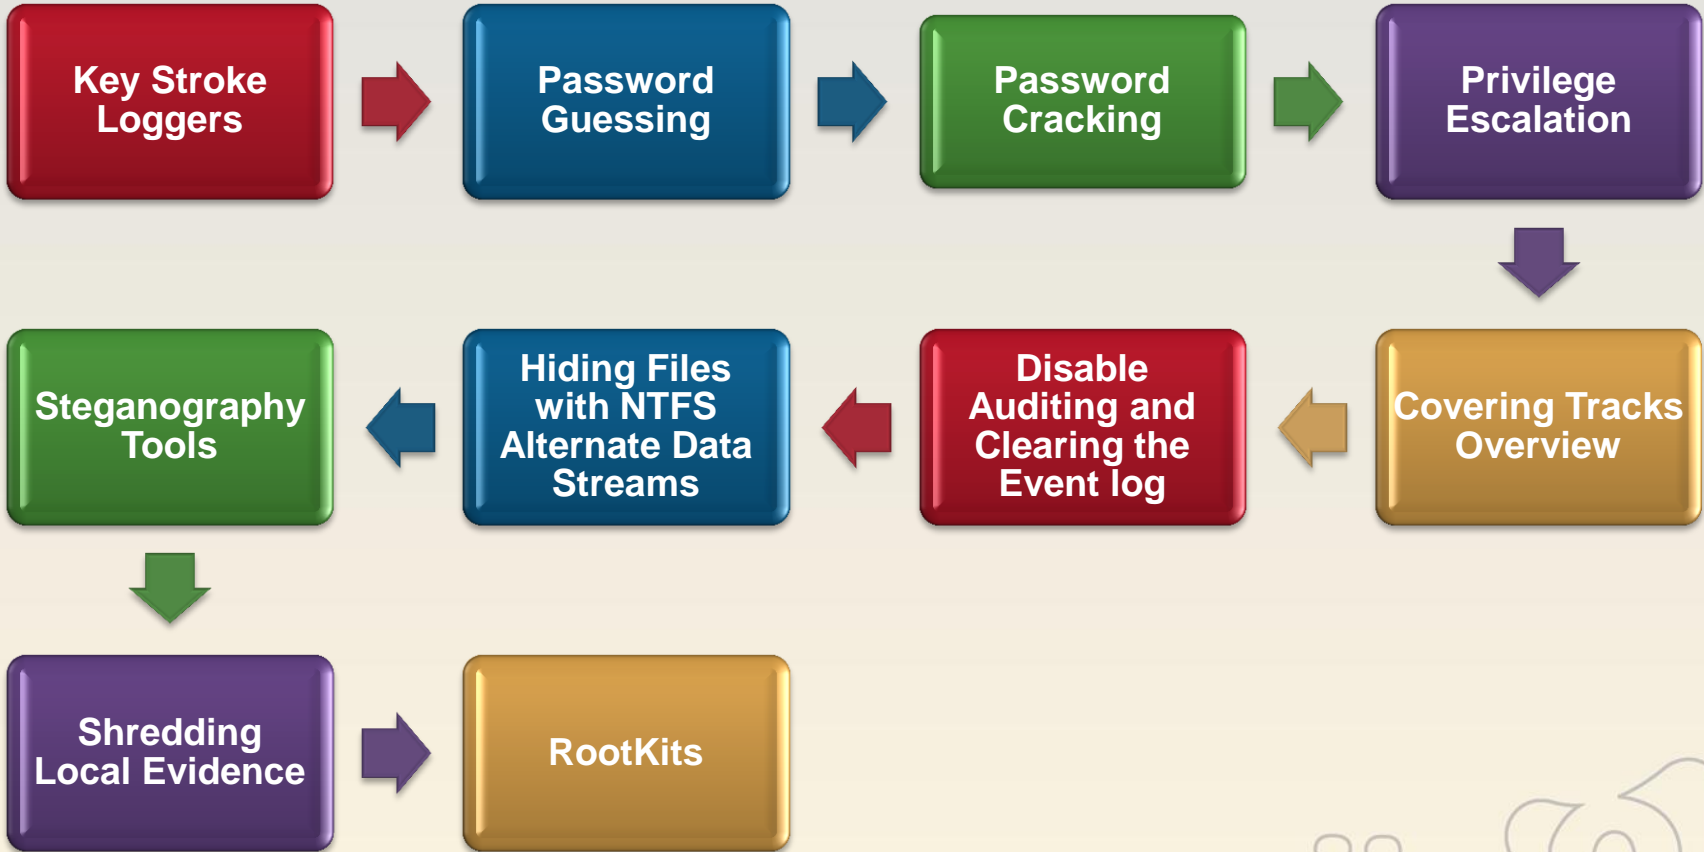 Key Stroke
Loggers
Password
Guessing
Password
Cracking
Privilege
Escalation
Covering Tracks
Overview
Disable
Auditing and
Clearing the
Event log
Hiding Files
with NTFS
Alternate Data
Streams
Steganography
Tools
Shredding
Local Evidence
RootKits